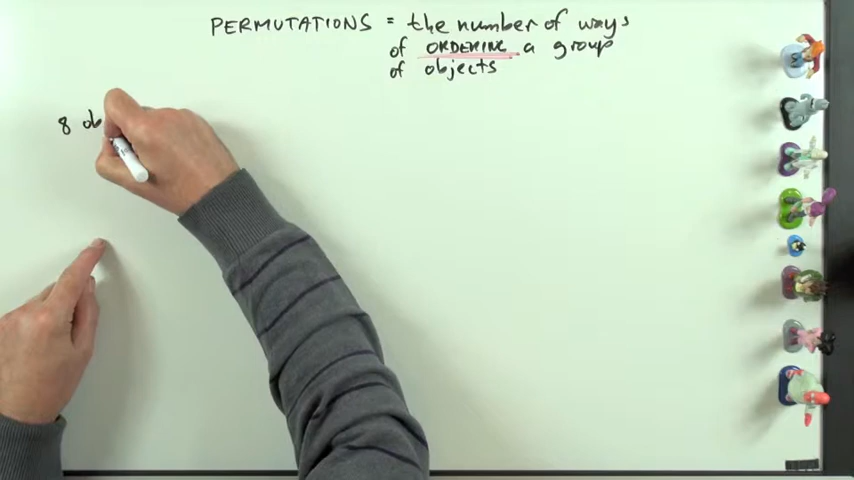 PERMUTATIONS = the number of ways
of ORDERING a group
of objects
8 ob